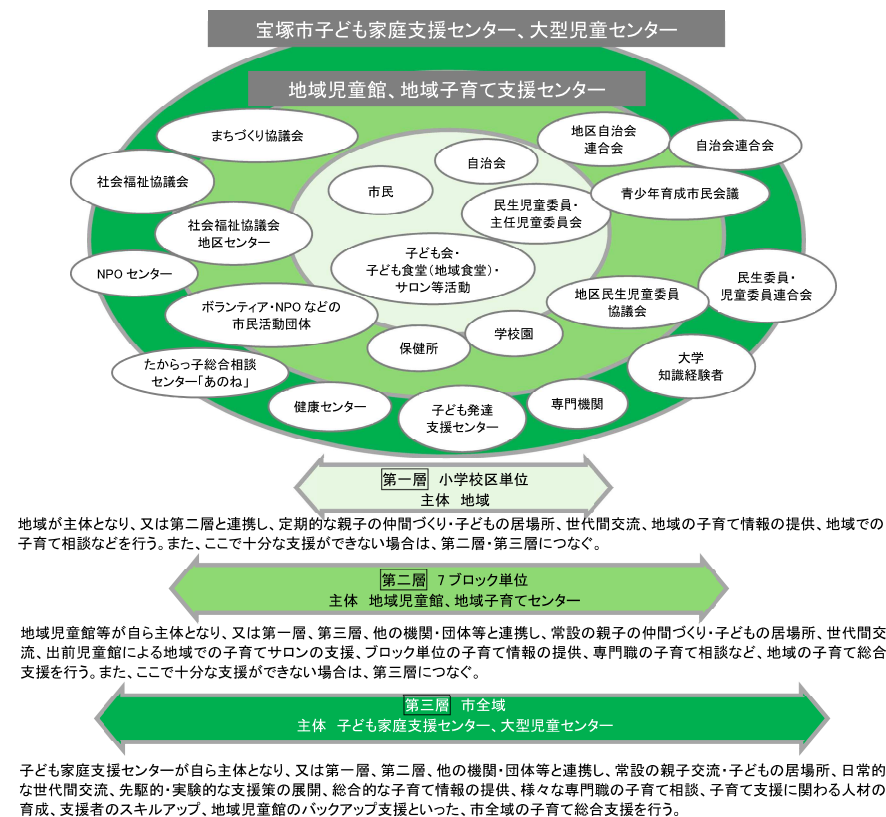 宝塚市子ども家庭支援センター、大型児童センター
地域児童館、地域子育て支援センター
まちづくり協議会
地区自治会
連合会
自治会連合会
自治会
社会福祉協議会
市民
青少年育成市民会議
民生児童委員・
主任児童委員会
社会福祉協議会
地区センター
子ども会・
子ども食堂（地域食堂）・
サロン等活動
NPO センター
民生委員・
児童委員連合会
地区民生児童委員
協議会
ボランティア・NPO などの
市民活動団体
学校園
保健所
たからっ子総合相談
センター「あのね」
大学
知識経験者
健康センター
子ども発達
支援センター
専門機関
第一層 小学校区単位
主体 地域
地域が主体となり、又は第二層と連携し、定期的な親子の仲間づくり・子どもの居場所、世代間交流、地域の子育て情報の提供、地域での
子育て相談などを行う。また、ここで十分な支援ができない場合は、第二層・第三層につなぐ。
第二層 7 ブロック単位
主体 地域児童館、地域子育てセンター
地域児童館等が自ら主体となり、又は第一層、第三層、他の機関・団体等と連携し、常設の親子の仲間づくり・子どもの居場所、世代間交
流、出前児童館による地域での子育てサロンの支援、ブロック単位の子育て情報の提供、専門職の子育て相談など、地域の子育て総合
支援を行う。また、ここで十分な支援ができない場合は、第三層につなぐ。
第三層 市全域
主体 子ども家庭支援センター、大型児童センター
子ども家庭支援センターが自ら主体となり、又は第一層、第二層、他の機関・団体等と連携し、常設の親子交流・子どもの居場所、日常的
な世代間交流、先駆的・実験的な支援策の展開、総合的な子育て情報の提供、様々な専門職の子育て相談、子育て支援に関わる人材の
育成、支援者のスキルアップ、地域児童館のバックアップ支援といった、市全域の子育て総合支援を行う。